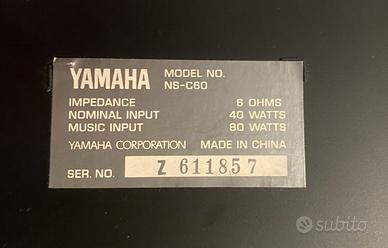 YAMAHA MODEL NO.
NS-C60
IMPEDANCE 6 OHMS
NOMINAL INPUT 40 WATTS
MUSIC INPUT 80 WATTS
YAMAHA CORPORATION MADE IN CHINA
SER. NO. Z 611857
subito